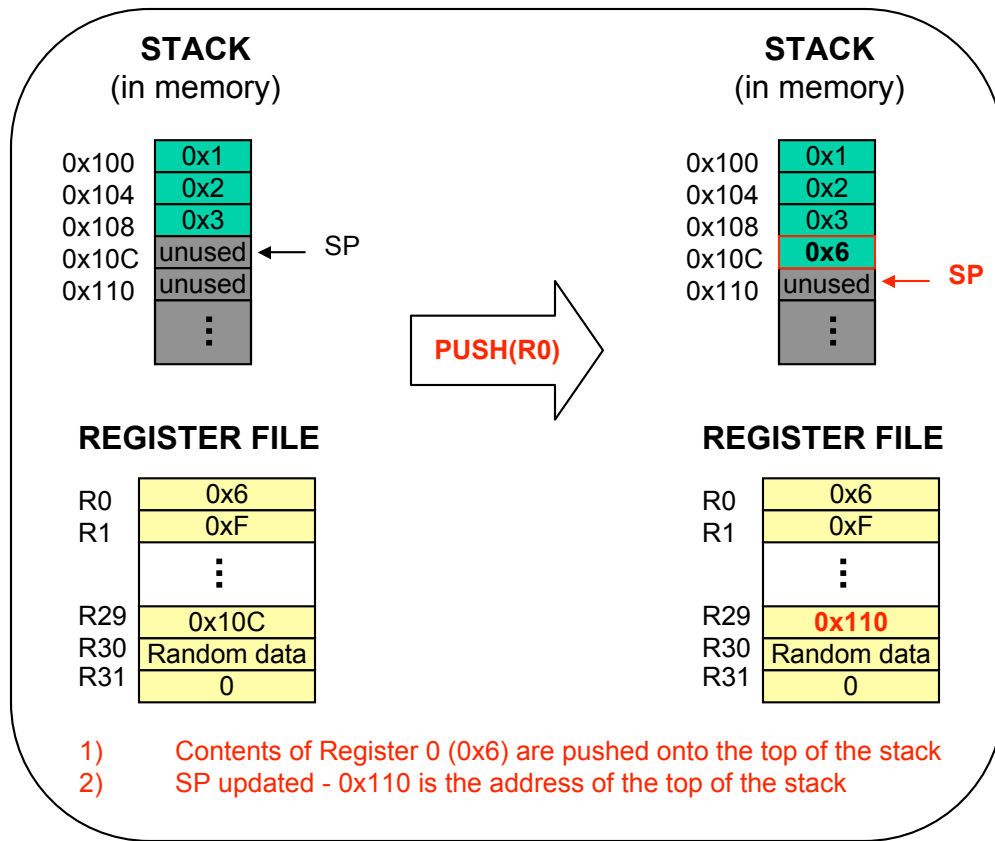 STACK
(in memory)
0x100 0x1
0x104 0x2
0x108 0x3
0x10C unused SP
0x110 unused
⋮
REGISTER FILE
R0 0x6
R1 0xF
⋮
R29 0x10C
R30 Random data
R31 0
PUSH(R0)
STACK
(in memory)
0x100 0x1
0x104 0x2
0x108 0x3
0x10C 0x6
0x110 unused SP
⋮
REGISTER FILE
R0 0x6
R1 0xF
⋮
R29 0x110
R30 Random data
R31 0
1) Contents of Register 0 (0x6) are pushed onto the top of the stack
2) SP updated - 0x110 is the address of the top of the stack